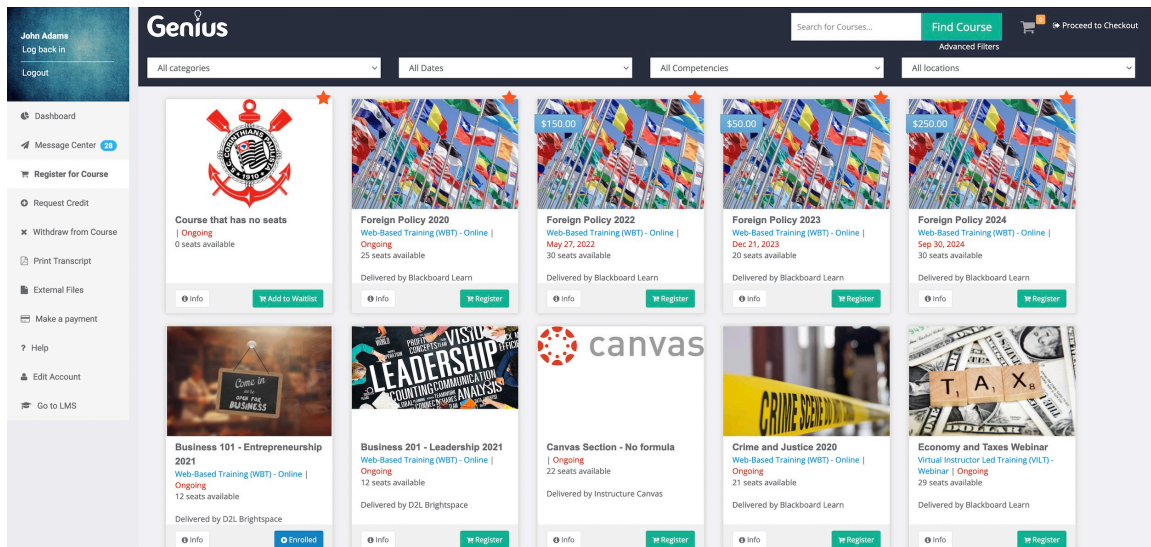 John Adams
Log back in
Logout
Genius
Search for Courses...
Find Course
0
Proceed to Checkout
Advanced Filters
All categories
All Dates
All Competencies
All locations
Dashboard
Message Center 28
Register for Course
Request Credit
Withdraw from Course
Print Transcript
External Files
Make a payment
Help
Edit Account
Go to LMS
S.C. CORINTHIANS PAULISTA
1910
Course that has no seats
| Ongoing
0 seats available
Info
Add to Waitlist
Foreign Policy 2020
Web-Based Training (WBT) - Online |
Ongoing
25 seats available
Delivered by Blackboard Learn
Info
Register
$150.00
Foreign Policy 2022
Web-Based Training (WBT) - Online |
May 27, 2022
30 seats available
Delivered by Blackboard Learn
Info
Register
$50.00
Foreign Policy 2023
Web-Based Training (WBT) - Online |
Dec 21, 2023
20 seats available
Delivered by Blackboard Learn
Info
Register
$250.00
Foreign Policy 2024
Web-Based Training (WBT) - Online |
Sep 30, 2024
30 seats available
Delivered by Blackboard Learn
Info
Register
Come in
we're
OPEN FOR
BUSINESS
Business 101 - Entrepreneurship
2021
Web-Based Training (WBT) - Online |
Ongoing
12 seats available
Delivered by D2L Brightspace
Info
Enrolled
WORLD PROFIT VISION
CONCEPTS TEAM
LEADERSHIP
COUNTING COMMUNICATION
ANALYSIS
Business 201 - Leadership 2021
Web-Based Training (WBT) - Online |
Ongoing
12 seats available
Delivered by D2L Brightspace
Info
Register
canvas
Canvas Section - No formula
| Ongoing
22 seats available
Delivered by Instructure Canvas
Info
Register
CRIME SCENE DO NOT
Crime and Justice 2020
Web-Based Training (WBT) - Online |
Ongoing
21 seats available
Delivered by Blackboard Learn
Info
Register
T1 A1 X8
Economy and Taxes Webinar
Virtual Instructor Led Training (VILT) -
Webinar | Ongoing
29 seats available
Delivered by Blackboard Learn
Info
Register